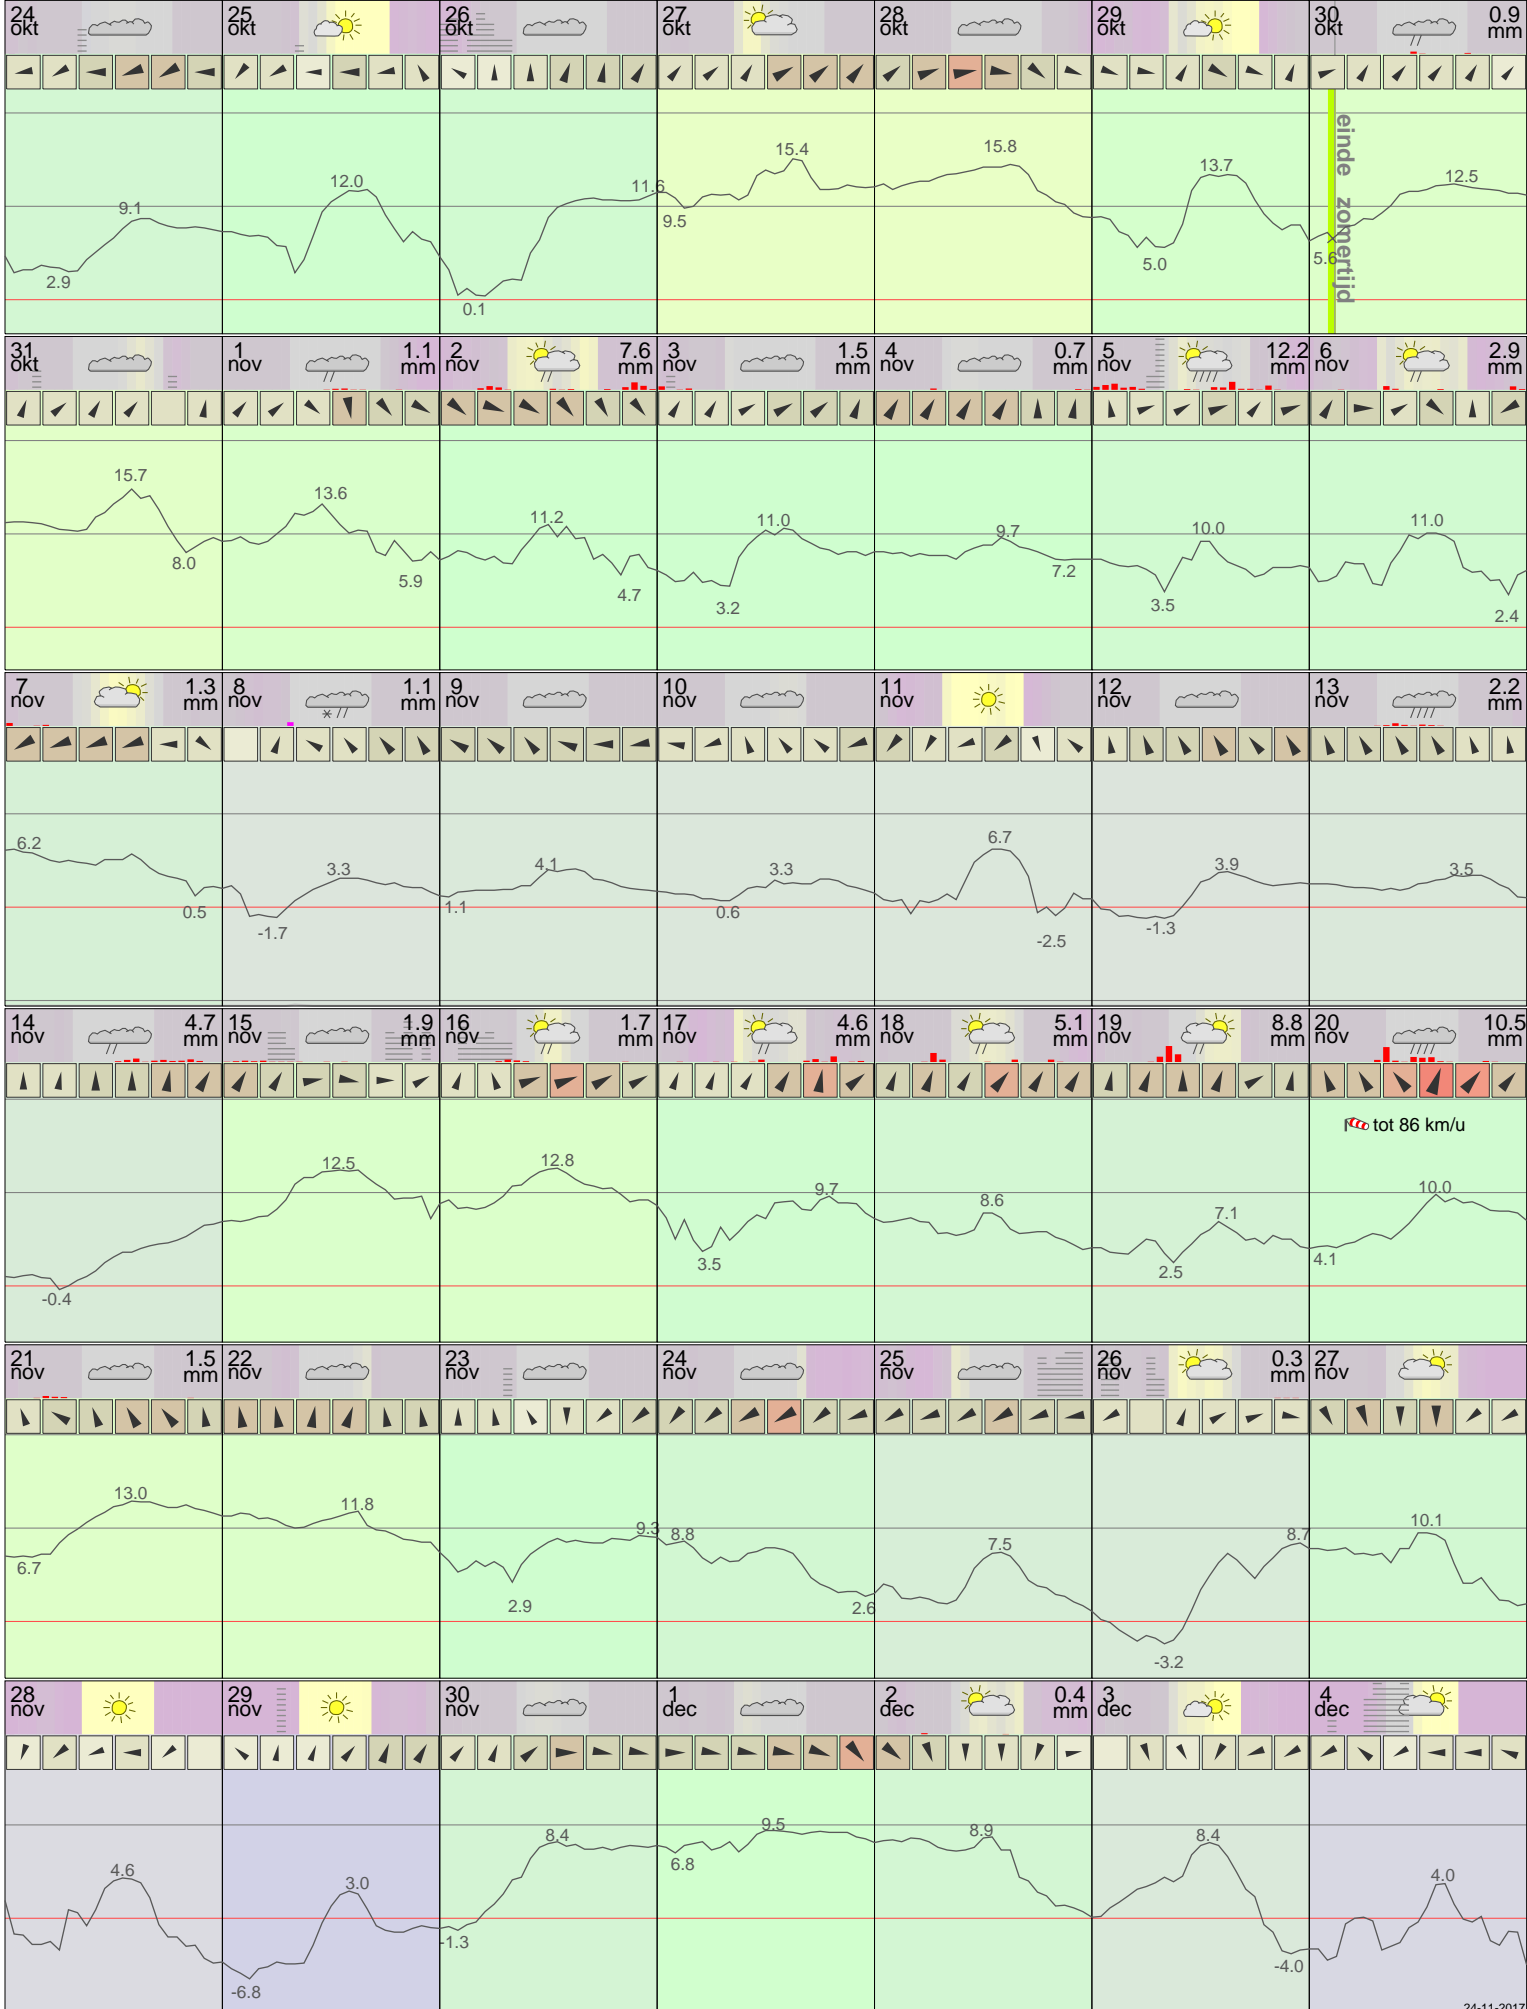 24
okt
9.1
2.9
25
okt
12.0
26
okt
11.6
0.1
27
okt
15.4
9.5
28
okt
15.8
29
okt
13.7
5.0
30
okt
0.9
mm
einde zomertijd
12.5
5.6
31
okt
15.7
8.0
1
nov
1.1
mm
13.6
5.9
2
nov
7.6
mm
11.2
4.7
3
nov
1.5
mm
11.0
3.2
4
nov
0.7
mm
9.7
7.2
5
nov
12.2
mm
10.0
3.5
6
nov
2.9
mm
11.0
2.4
7
nov
1.3
mm
6.2
0.5
8
nov
1.1
mm
3.3
-1.7
9
nov
4.1
1.1
10
nov
3.3
0.6
11
nov
6.7
-2.5
12
nov
3.9
-1.3
13
nov
2.2
mm
3.5
14
nov
4.7
mm
-0.4
15
nov
1.9
mm
12.5
16
nov
1.7
mm
12.8
17
nov
4.6
mm
9.7
3.5
18
nov
5.1
mm
8.6
19
nov
8.8
mm
7.1
2.5
20
nov
10.5
mm
tot 86 km/u
10.0
4.1
21
nov
1.5
mm
13.0
6.7
22
nov
11.8
23
nov
9.3
2.9
24
nov
8.8
2.6
25
nov
7.5
26
nov
0.3
mm
8.7
-3.2
27
nov
10.1
28
nov
4.6
29
nov
3.0
-6.8
30
nov
8.4
-1.3
1
dec
9.5
6.8
2
dec
0.4
mm
8.9
3
dec
8.4
-4.0
4
dec
4.0
24-11-2017